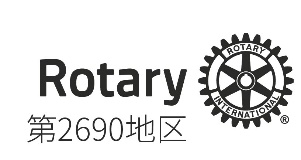 Rotary
第2690地区
ROTARY
INTERNATIONAL
®